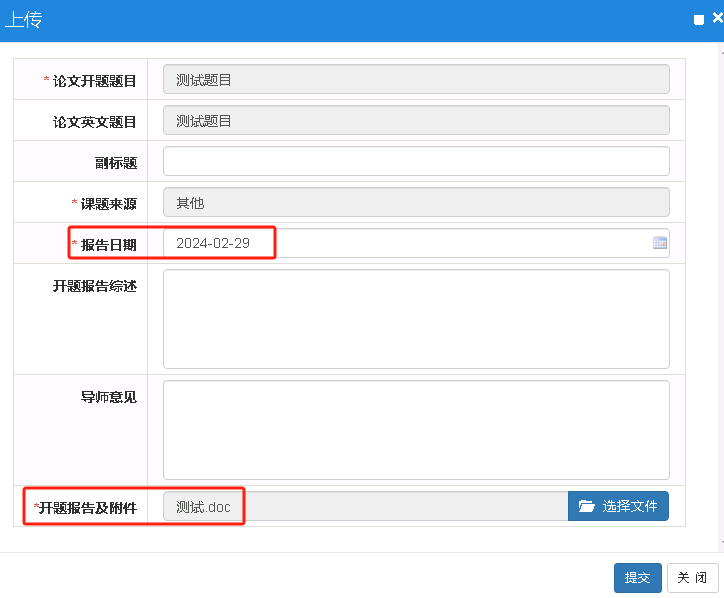 上传
* 论文开题题目 测试题目
论文英文题目 测试题目
副标题
* 课题来源 其他
* 报告日期 2024-02-29
开题报告综述
导师意见
*开题报告及附件 测试.doc 选择文件
提交 关 闭